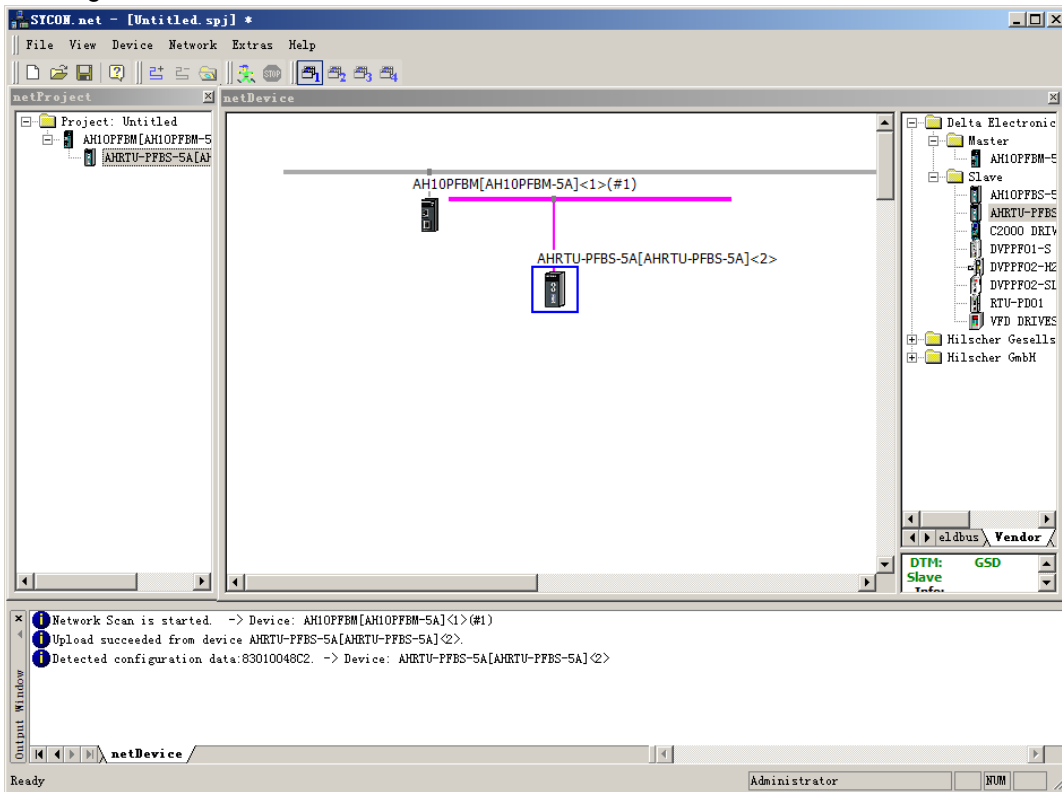 SYCON.net - [Untitled.spj] *
File View Device Network Extras Help
netProject
netDevice
Project: Untitled
AH10PFBM[AH10PFBM-5
AHRTU-PFBS-5A[AH
AH10PFBM[AH10PFBM-5A]<1>(#1)
AHRTU-PFBS-5A[AHRTU-PFBS-5A]<2>
Delta Electronic
Master
AH10PFBM-5
Slave
AH10PFBS-5
AHRTU-PFBS
C2000 DRIV
DVPPF01-S
DVPPF02-H2
DVPPF02-SL
RTU-PD01
VFD DRIVES
Hilscher Gesells
Hilscher GmbH
eldbus Vendor
DTM: GSD
Slave
Network Scan is started. -> Device: AH10PFBM[AH10PFBM-5A]<1>(#1)
Upload succeeded from device AHRTU-PFBS-5A[AHRTU-PFBS-5A]<2>.
Detected configuration data:83010048C2. -> Device: AHRTU-PFBS-5A[AHRTU-PFBS-5A]<2>
Output Window
netDevice
Ready
Administrator
NUM